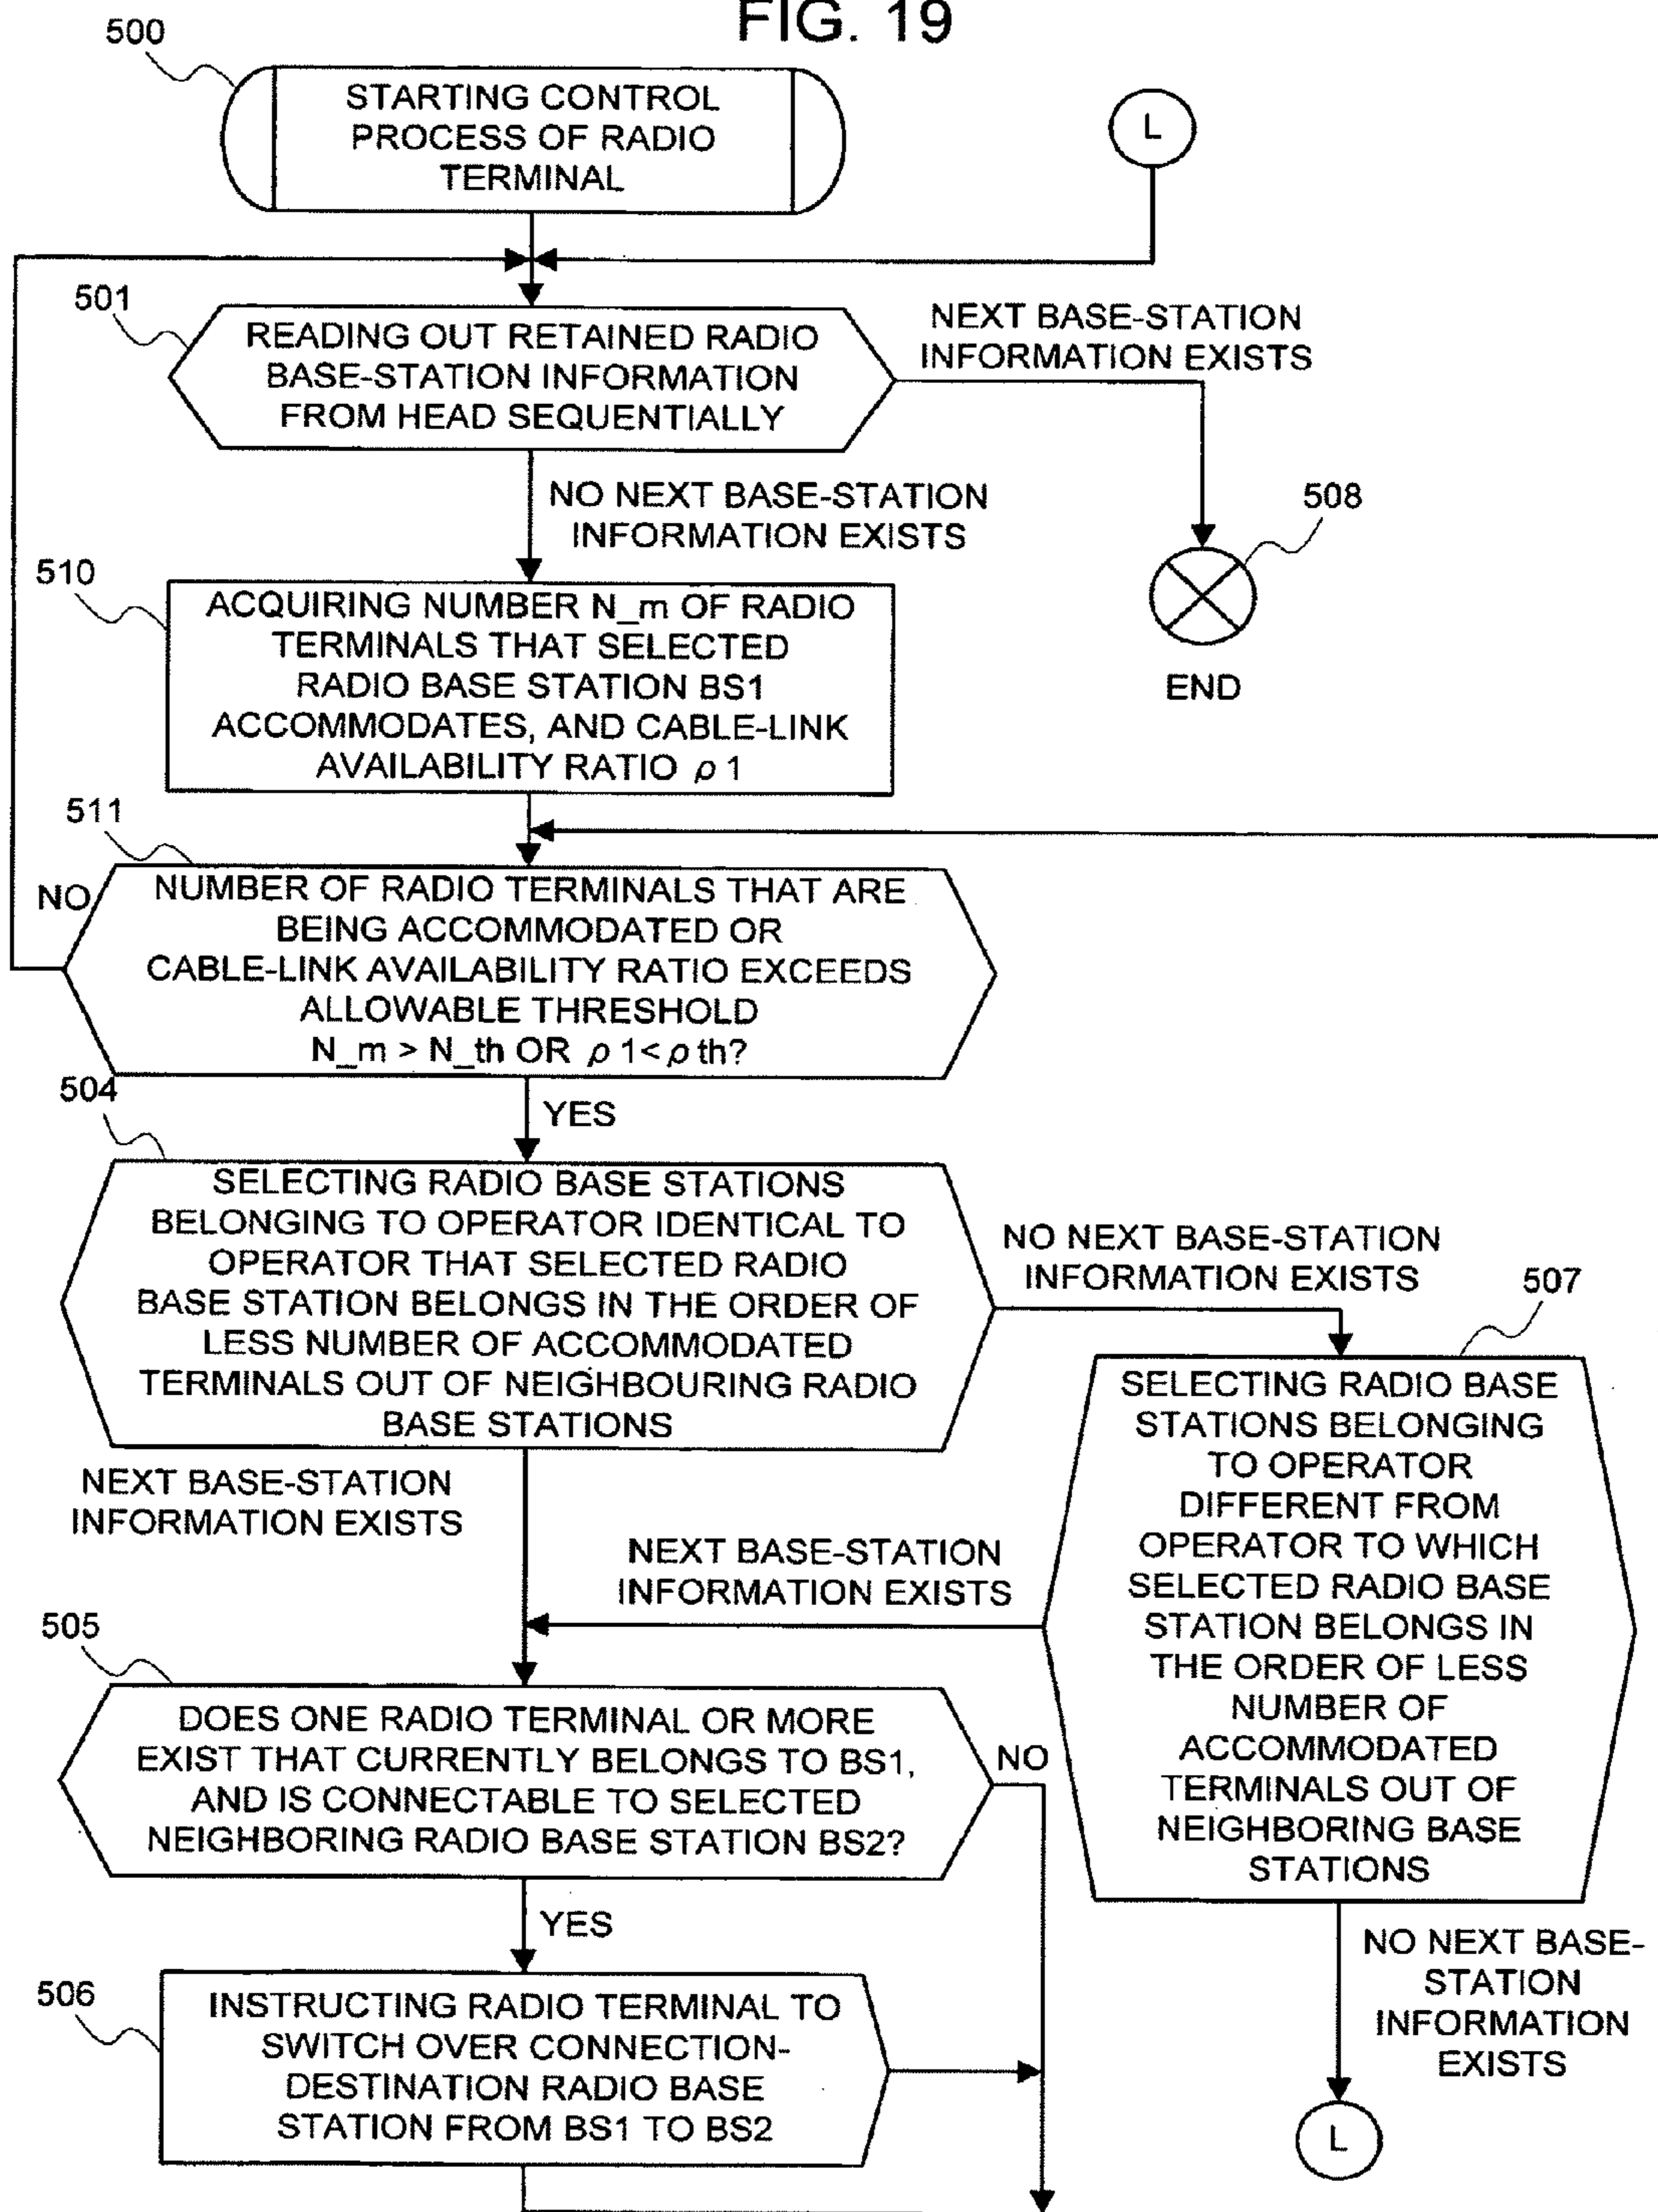 FIG. 19
500
STARTING CONTROL
PROCESS OF RADIO
TERMINAL
L
501
READING OUT RETAINED RADIO
BASE-STATION INFORMATION
FROM HEAD SEQUENTIALLY
NEXT BASE-STATION
INFORMATION EXISTS
NO NEXT BASE-STATION
INFORMATION EXISTS
508
END
510
ACQUIRING NUMBER N_m OF RADIO
TERMINALS THAT SELECTED
RADIO BASE STATION BS1
ACCOMMODATES, AND CABLE-LINK
AVAILABILITY RATIO ρ1
511
NO
NUMBER OF RADIO TERMINALS THAT ARE
BEING ACCOMMODATED OR
CABLE-LINK AVAILABILITY RATIO EXCEEDS
ALLOWABLE THRESHOLD
N_m > N_th OR ρ1<ρth?
YES
504
SELECTING RADIO BASE STATIONS
BELONGING TO OPERATOR IDENTICAL TO
OPERATOR THAT SELECTED RADIO
BASE STATION BELONGS IN THE ORDER OF
LESS NUMBER OF ACCOMMODATED
TERMINALS OUT OF NEIGHBOURING RADIO
BASE STATIONS
NO NEXT BASE-STATION
INFORMATION EXISTS
507
SELECTING RADIO BASE
STATIONS BELONGING
TO OPERATOR
DIFFERENT FROM
OPERATOR TO WHICH
SELECTED RADIO BASE
STATION BELONGS IN
THE ORDER OF LESS
NUMBER OF
ACCOMMODATED
TERMINALS OUT OF
NEIGHBORING BASE
STATIONS
NEXT BASE-STATION
INFORMATION EXISTS
NEXT BASE-STATION
INFORMATION EXISTS
505
DOES ONE RADIO TERMINAL OR MORE
EXIST THAT CURRENTLY BELONGS TO BS1,
AND IS CONNECTABLE TO SELECTED
NEIGHBORING RADIO BASE STATION BS2?
NO
YES
506
INSTRUCTING RADIO TERMINAL TO
SWITCH OVER CONNECTION-
DESTINATION RADIO BASE
STATION FROM BS1 TO BS2
NO NEXT BASE-
STATION
INFORMATION
EXISTS
L